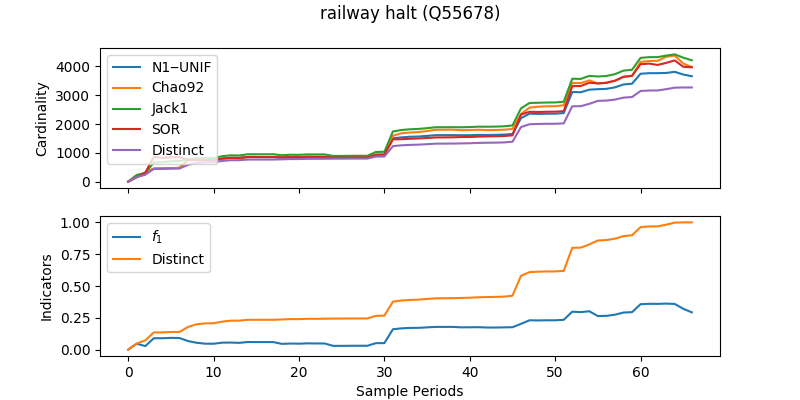 railway halt (Q55678)
Cardinality
4000
3000
2000
1000
0
N1−UNIF
Chao92
Jack1
SOR
Distinct
Indicators
1.00
0.75
0.50
0.25
0.00
f1
Distinct
0 10 20 30 40 50 60
Sample Periods